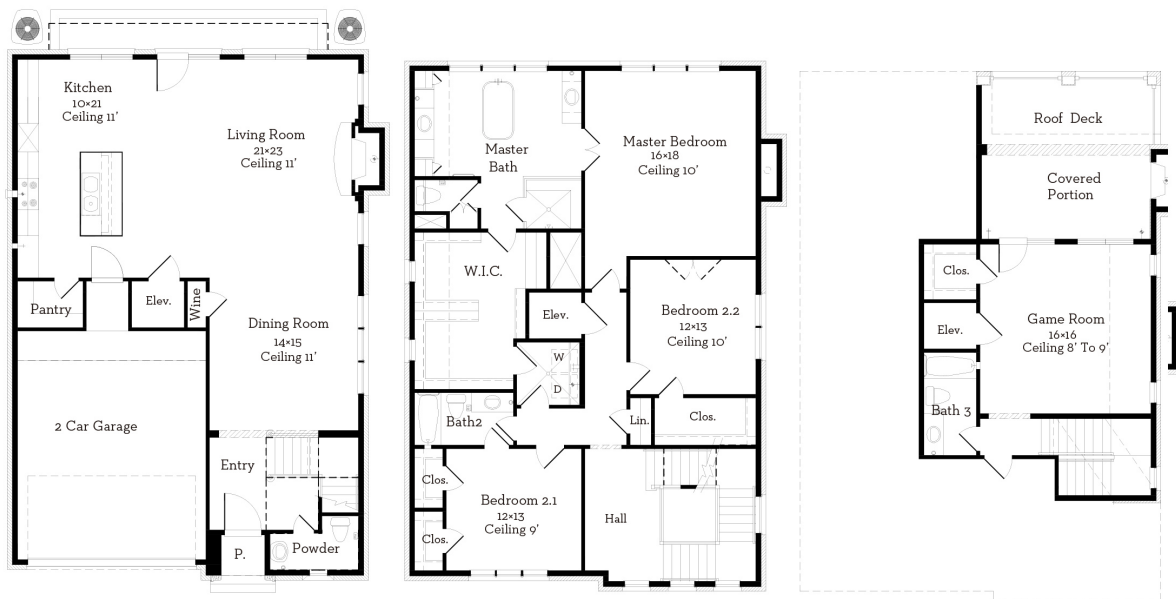 Kitchen
10×21
Ceiling 11'
Living Room
21×23
Ceiling 11'
Pantry
Elev.
Wine
Dining Room
14×15
Ceiling 11'
2 Car Garage
Entry
P.
Powder
Master
Bath
Master Bedroom
16×18
Ceiling 10'
W.I.C.
Elev.
Bedroom 2.2
12×13
Ceiling 10'
W
D
Bath2
Lin.
Clos.
Clos.
Bedroom 2.1
12×13
Ceiling 9'
Clos.
Hall
Roof Deck
Covered
Portion
Clos.
Elev.
Game Room
16×16
Ceiling 8' To 9'
Bath 3